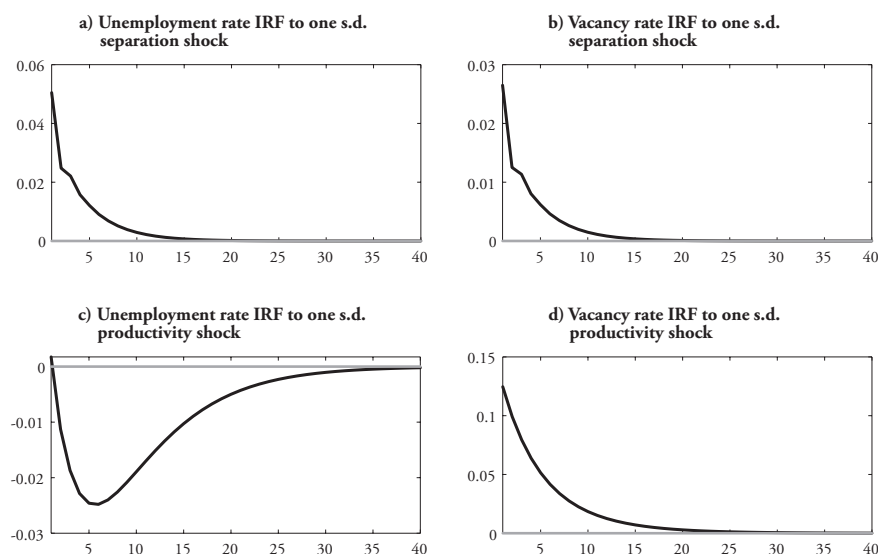 a) Unemployment rate IRF to one s.d.
separation shock
0.06
0.04
0.02
0
5 10 15 20 25 30 35 40
b) Vacancy rate IRF to one s.d.
separation shock
0.03
0.02
0.01
0
5 10 15 20 25 30 35 40
c) Unemployment rate IRF to one s.d.
productivity shock
0
-0.01
-0.02
-0.03
5 10 15 20 25 30 35 40
d) Vacancy rate IRF to one s.d.
productivity shock
0.15
0.1
0.05
0
5 10 15 20 25 30 35 40